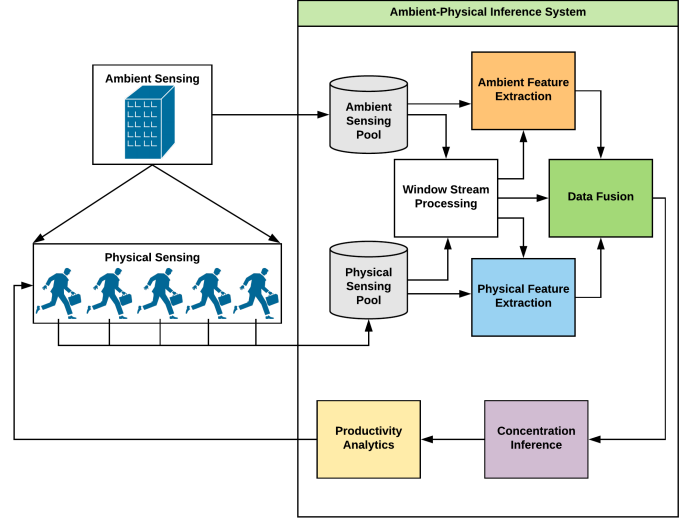 Ambient-Physical Inference System
Ambient Sensing
Ambient
Sensing
Pool
Ambient Feature
Extraction
Window Stream
Processing
Data Fusion
Physical Sensing
Physical
Sensing
Pool
Physical Feature
Extraction
Productivity
Analytics
Concentration
Inference